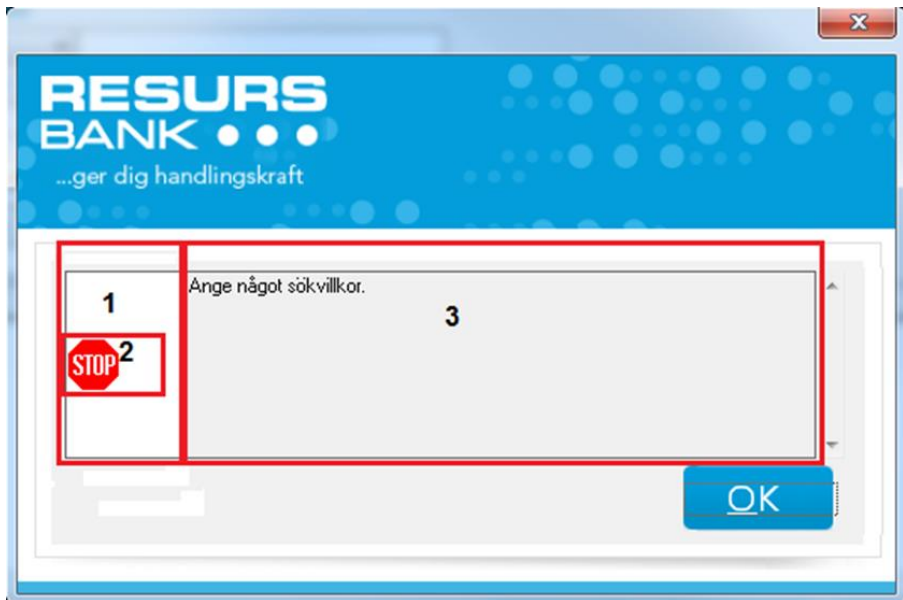 x
RESURS
BANK
...ger dig handlingskraft
1
Ange något sökvillkor.
3
STOP 2
OK